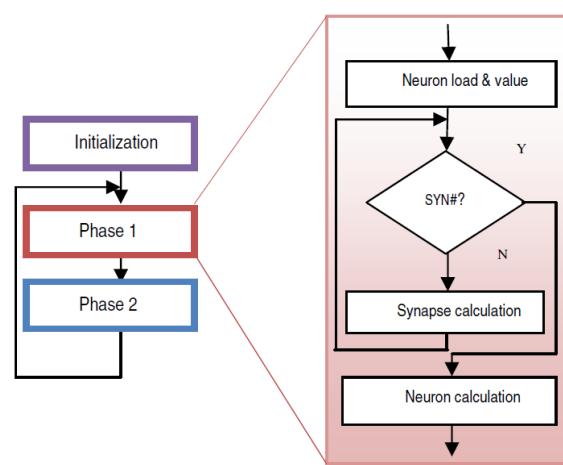 Initialization
Phase 1
Phase 2
Neuron load & value
Y
SYN#?
N
Synapse calculation
Neuron calculation